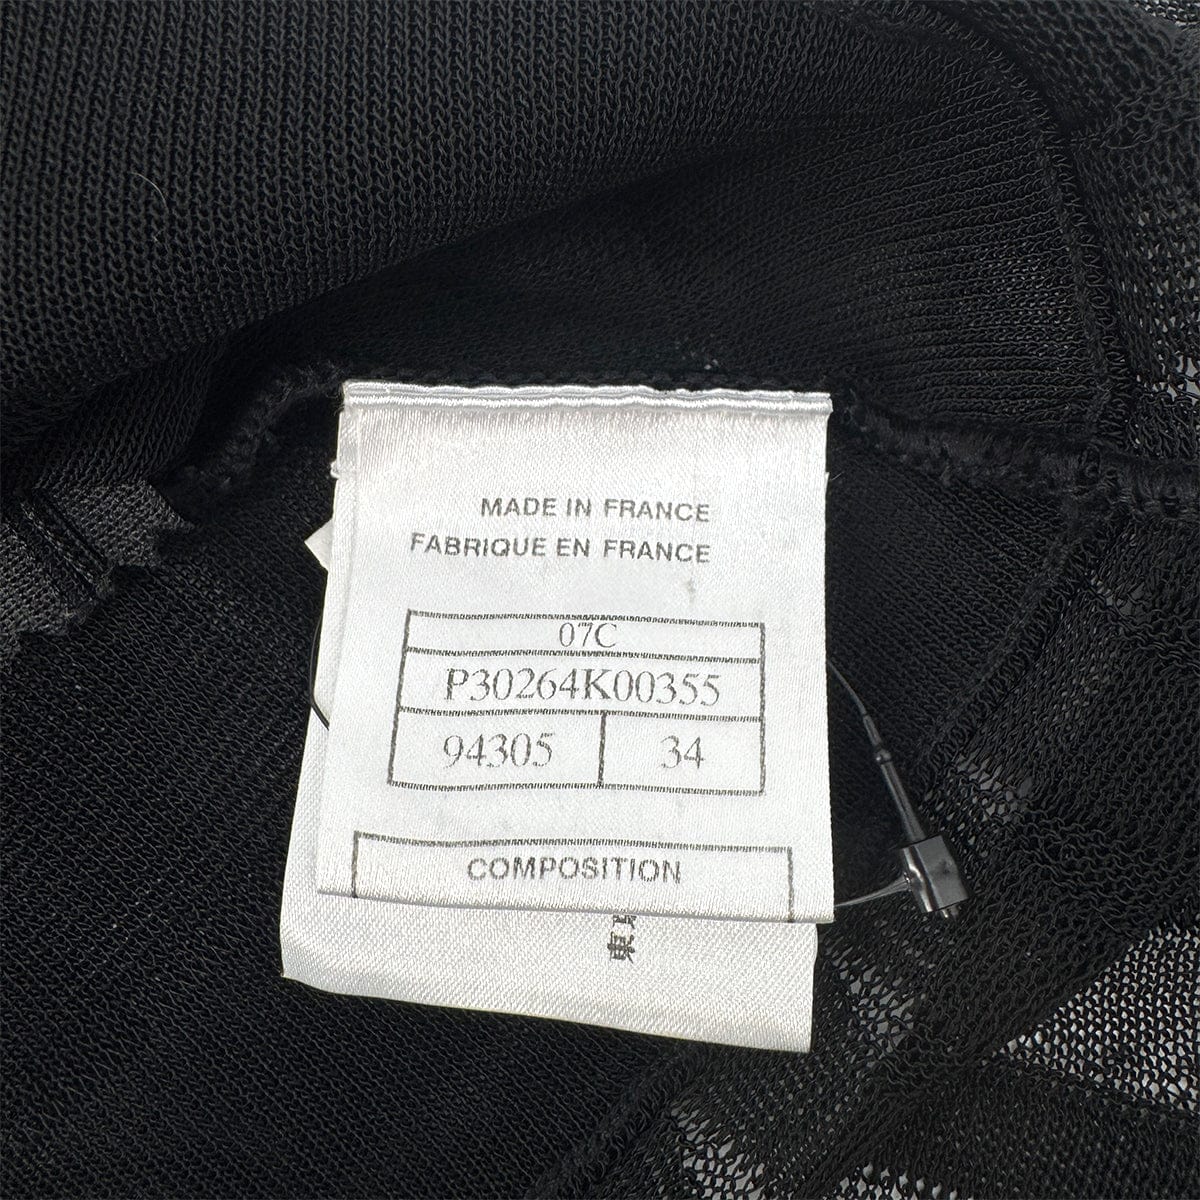 MADE IN FRANCE
FABRIQUE EN FRANCE
07C
P30264K00355
94305 34
COMPOSITION